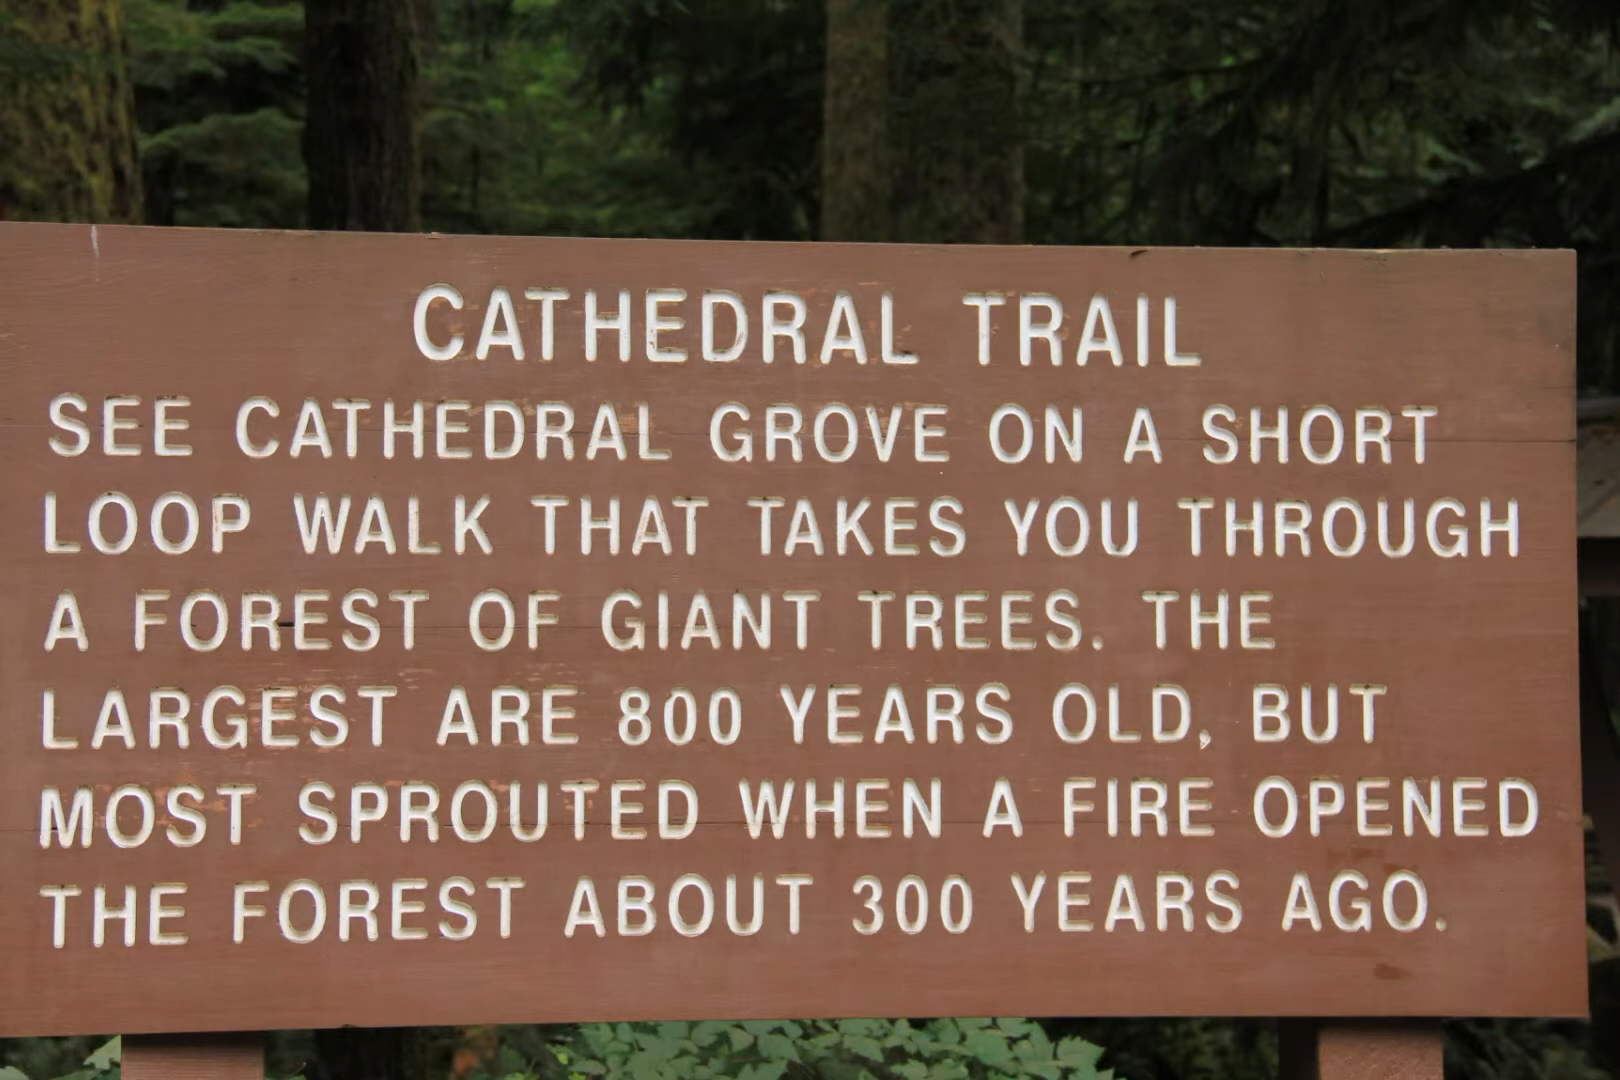 CATHEDRAL TRAIL
SEE CATHEDRAL GROVE ON A SHORT
LOOP WALK THAT TAKES YOU THROUGH
A FOREST OF GIANT TREES. THE
LARGEST ARE 800 YEARS OLD, BUT
MOST SPROUTED WHEN A FIRE OPENED
THE FOREST ABOUT 300 YEARS AGO.